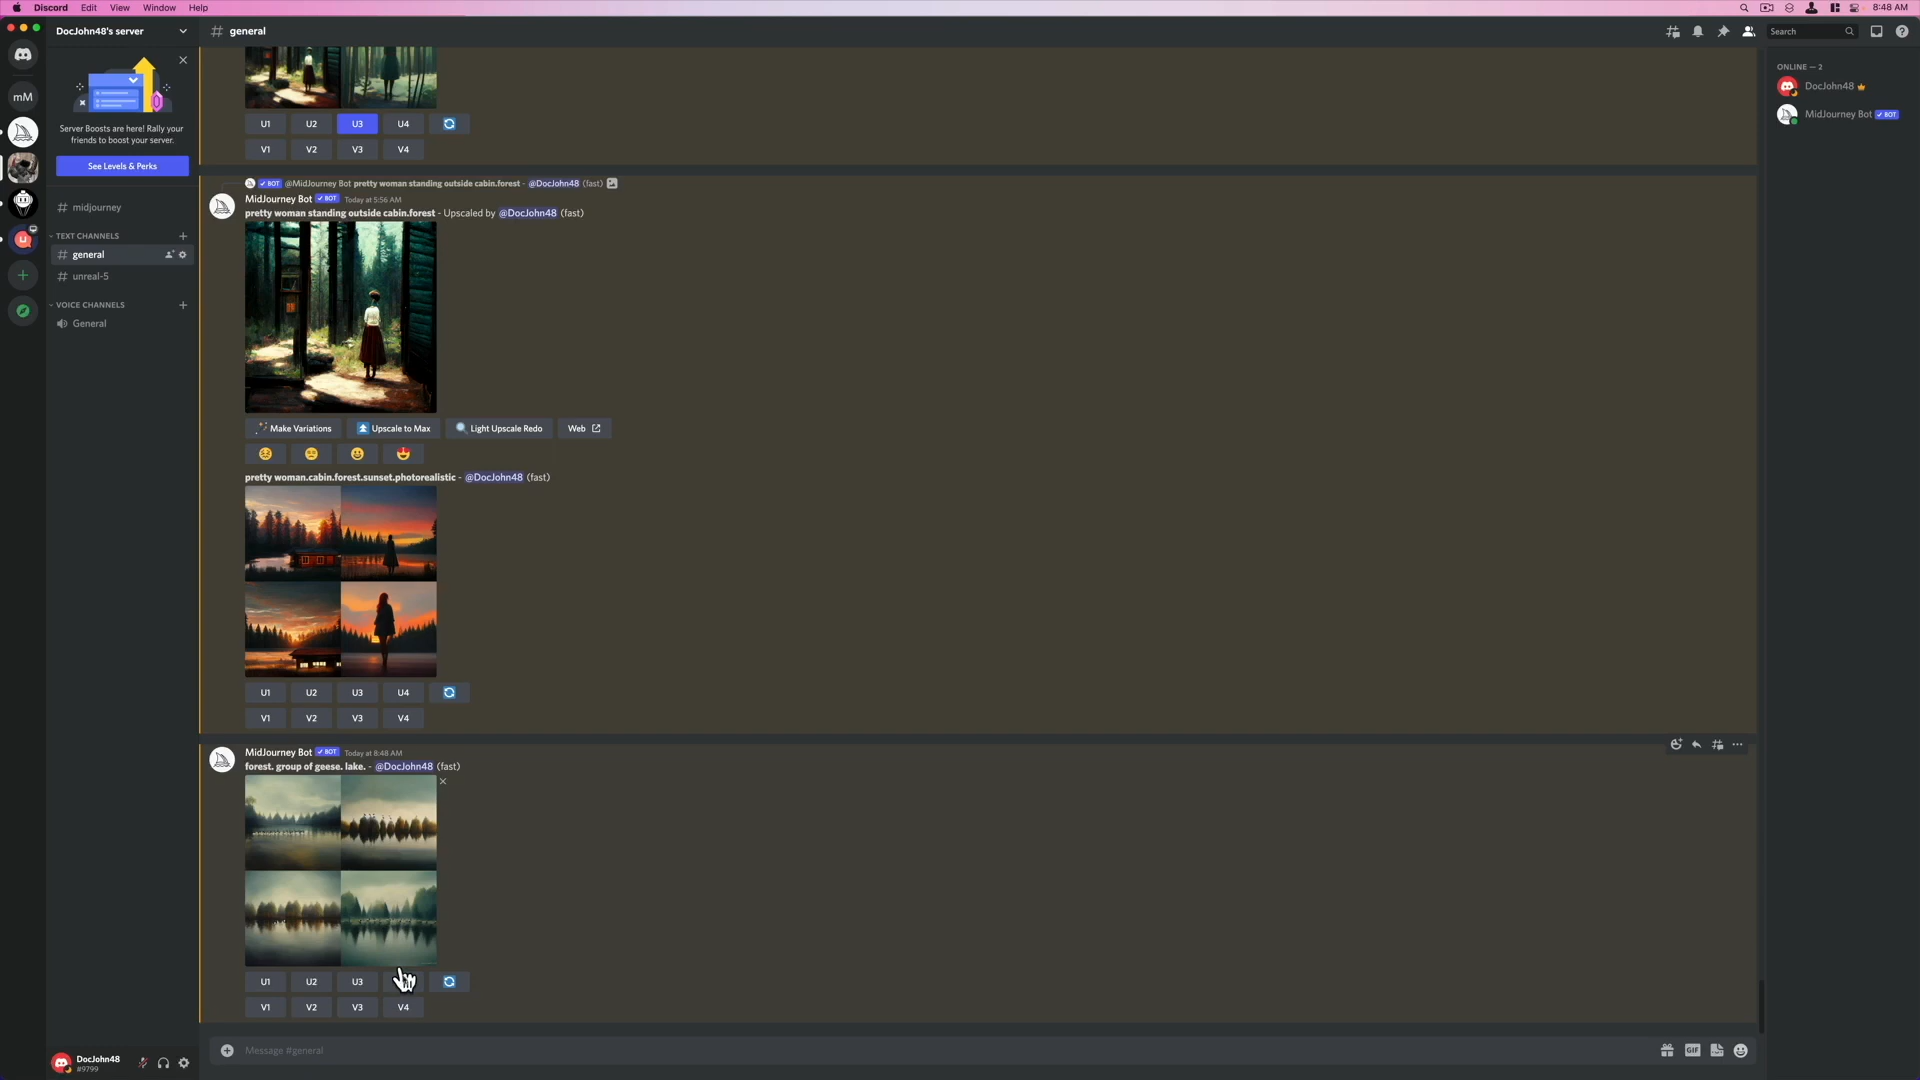 Discord Edit View Window Help
8:48 AM
DocJohn48's server
general
Search
mM
Server Boosts are here! Rally your
friends to boost your server.
See Levels & Perks
midjourney
TEXT CHANNELS
general
unreal-5
VOICE CHANNELS
General
U1 U2 U3 U4
V1 V2 V3 V4
BOT @MidJourney Bot pretty woman standing outside cabin.forest - @DocJohn48 (fast)
MidJourney Bot BOT Today at 5:56 AM
pretty woman standing outside cabin.forest - Upscaled by @DocJohn48 (fast)
Make Variations Upscale to Max Light Upscale Redo Web
pretty woman.cabin.forest.sunset.photorealistic - @DocJohn48 (fast)
U1 U2 U3 U4
V1 V2 V3 V4
MidJourney Bot BOT Today at 8:48 AM
forest. group of geese. lake. - @DocJohn48 (fast)
U1 U2 U3
V1 V2 V3 V4
Message #general
GIF
DocJohn48
#9799
ONLINE — 2
DocJohn48
MidJourney Bot BOT